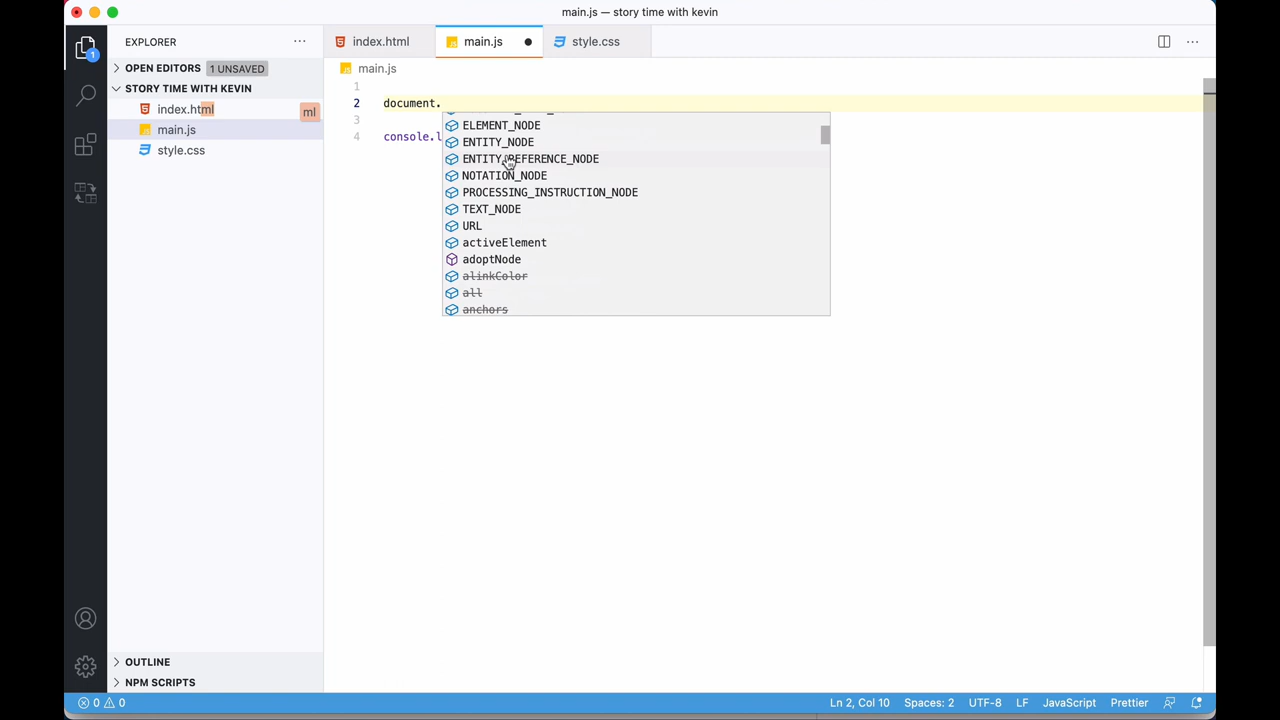 main.js — story time with kevin
EXPLORER
index.html
main.js
style.css
OPEN EDITORS
1 UNSAVED
main.js
STORY TIME WITH KEVIN
index.html
ml
main.js
style.css
1
2
document.
3
4
console.l
ELEMENT_NODE
ENTITY_NODE
ENTITY_REFERENCE_NODE
NOTATION_NODE
PROCESSING_INSTRUCTION_NODE
TEXT_NODE
URL
activeElement
adoptNode
alinkColor
all
anchors
1
OUTLINE
NPM SCRIPTS
0 0
Ln 2, Col 10
Spaces: 2
UTF-8
LF
JavaScript
Prettier